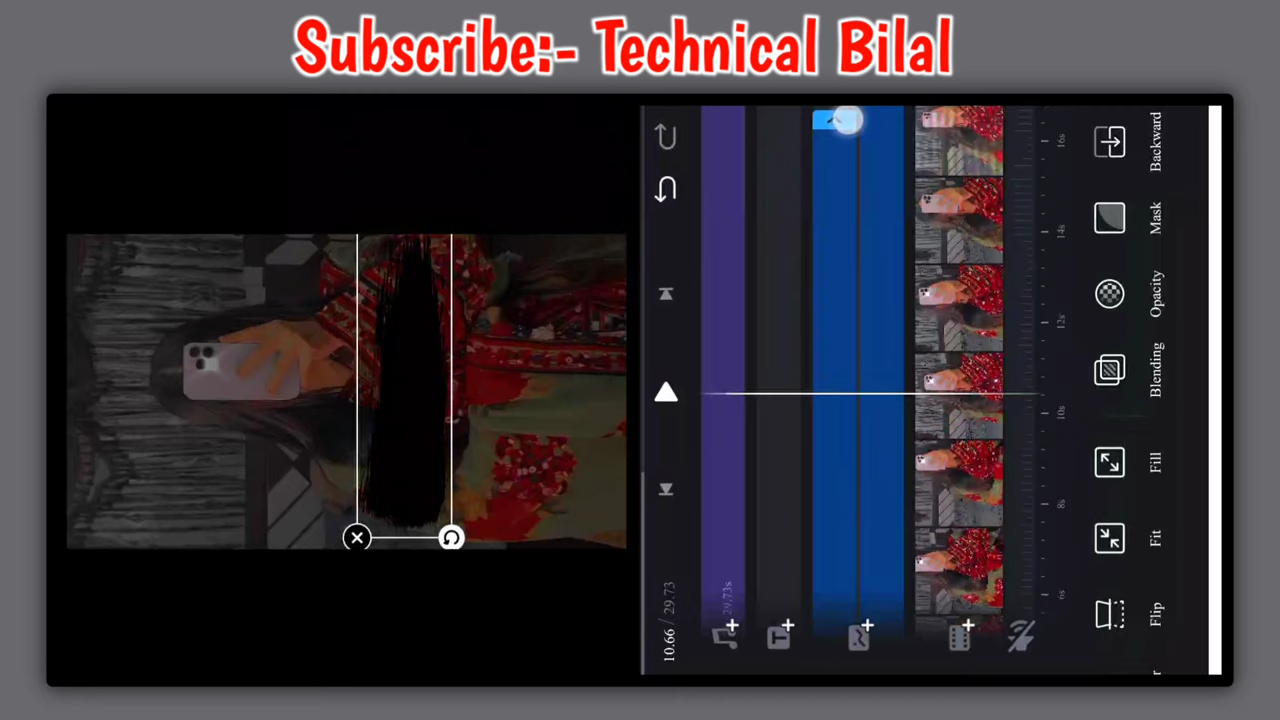 Subscribe:- Technical Bilal
Backward
Mask
Opacity
Blending
Fill
Fit
Flip
16s
14s
12s
10s
8s
6s
29.73s
10.66 / 29.73
T